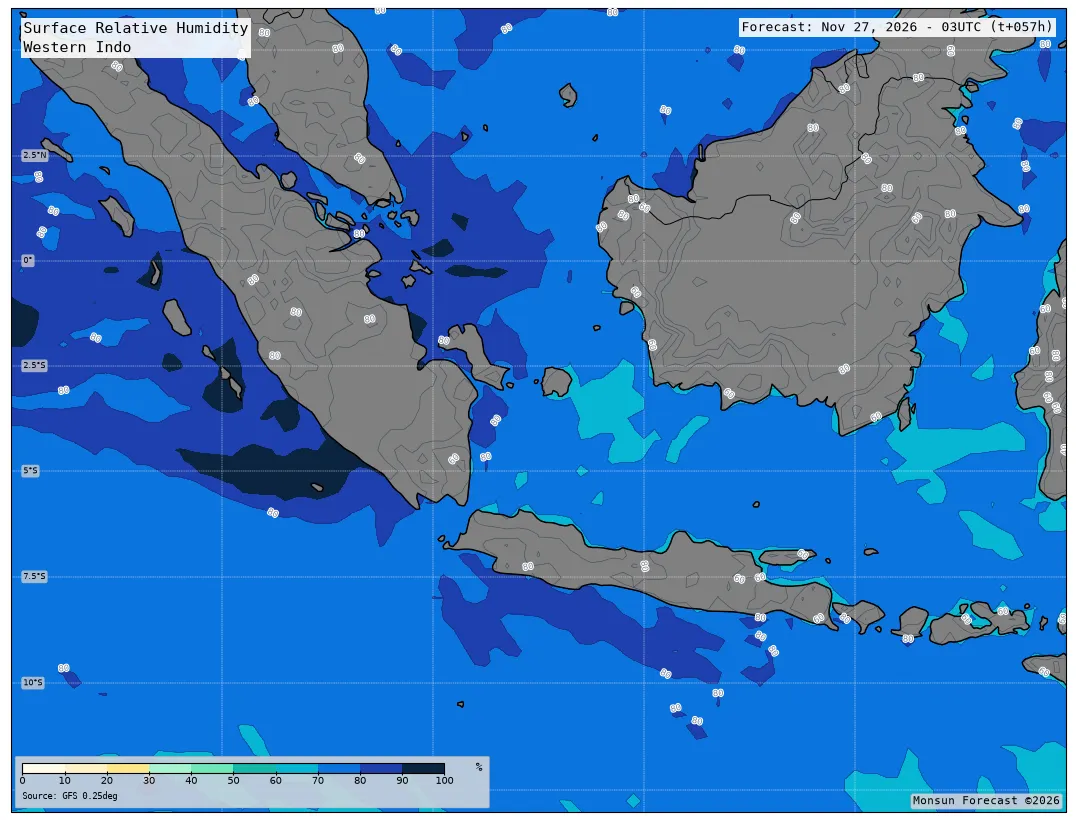 Surface Relative Humidity
Western Indo
Forecast: Nov 27, 2026 - 03UTC (t+057h)
2.5°N
0°
2.5°S
5°S
7.5°S
10°S
%
0 10 20 30 40 50 60 70 80 90 100
Source: GFS 0.25deg
Monsun Forecast ©2026